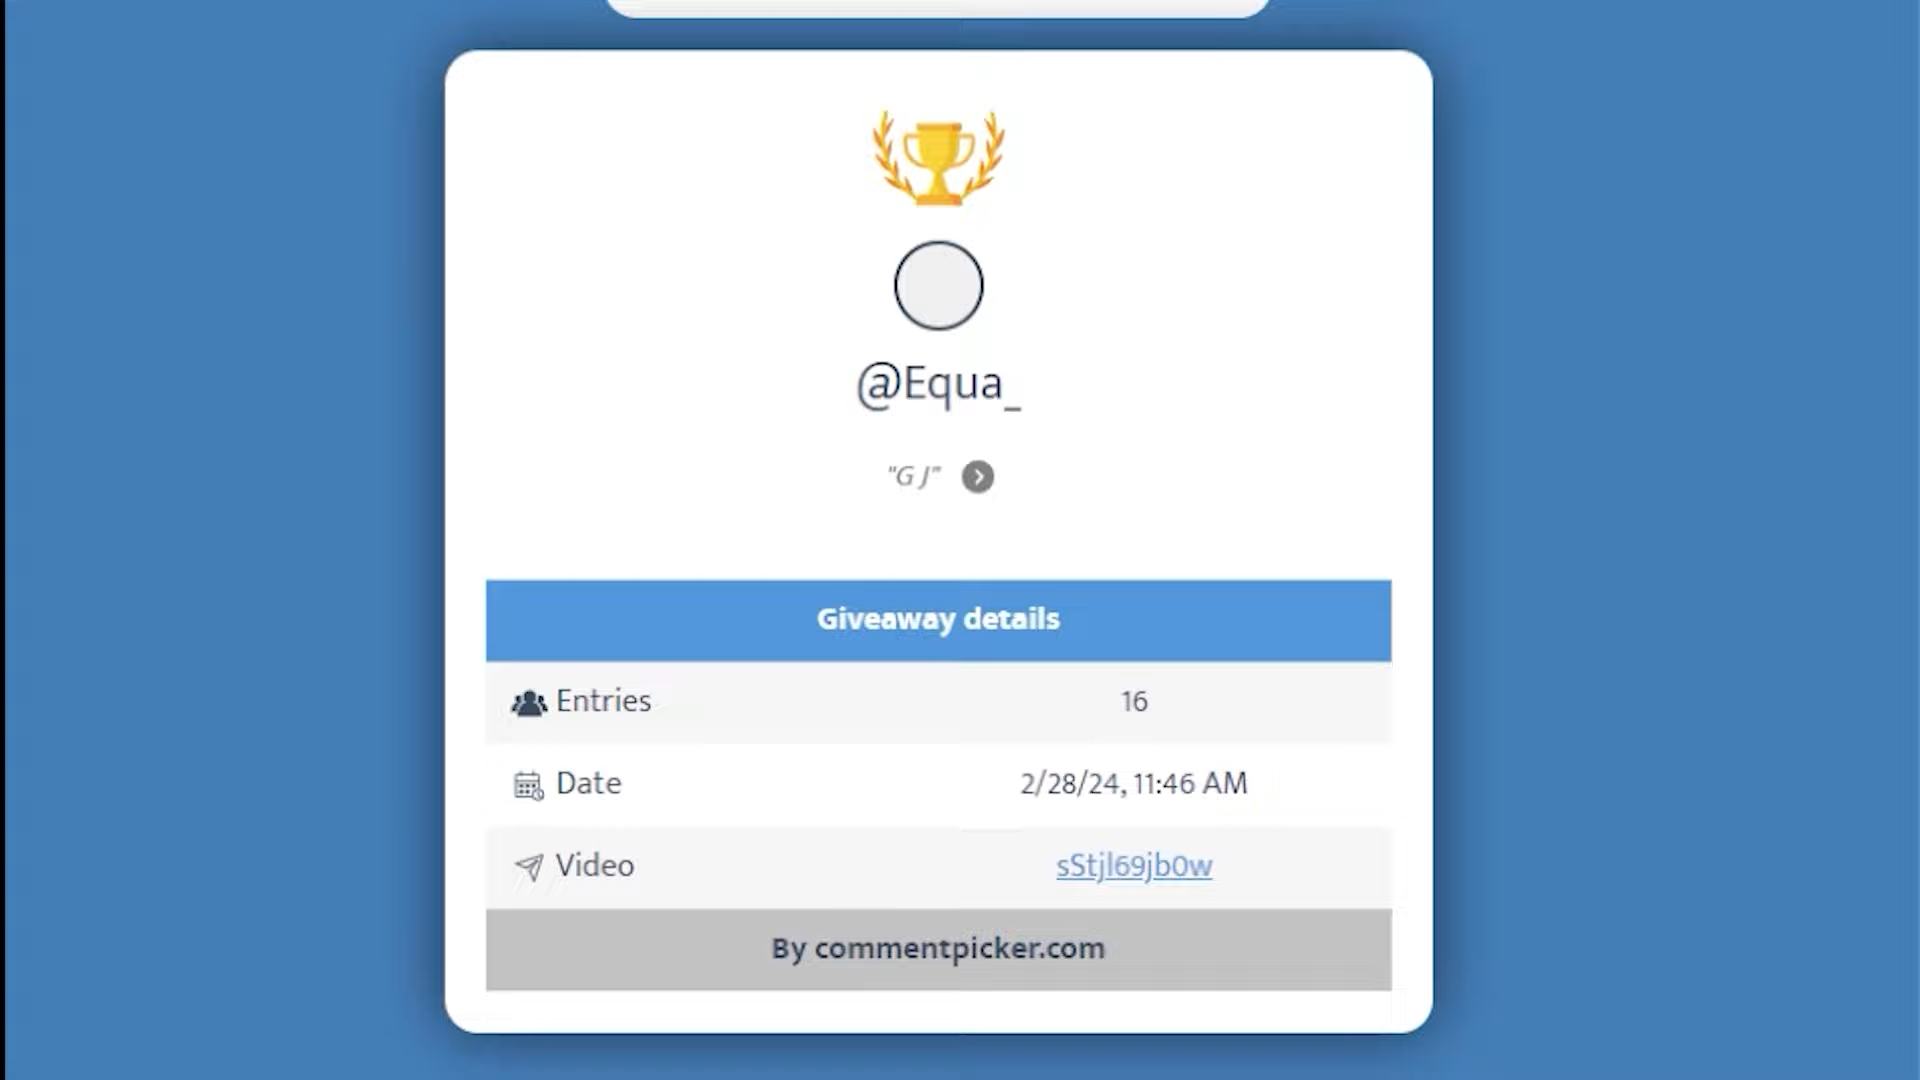 @Equa_
"G J"
Giveaway details
Entries 16
Date 2/28/24, 11:46 AM
Video sStjl69jb0w
By commentpicker.com